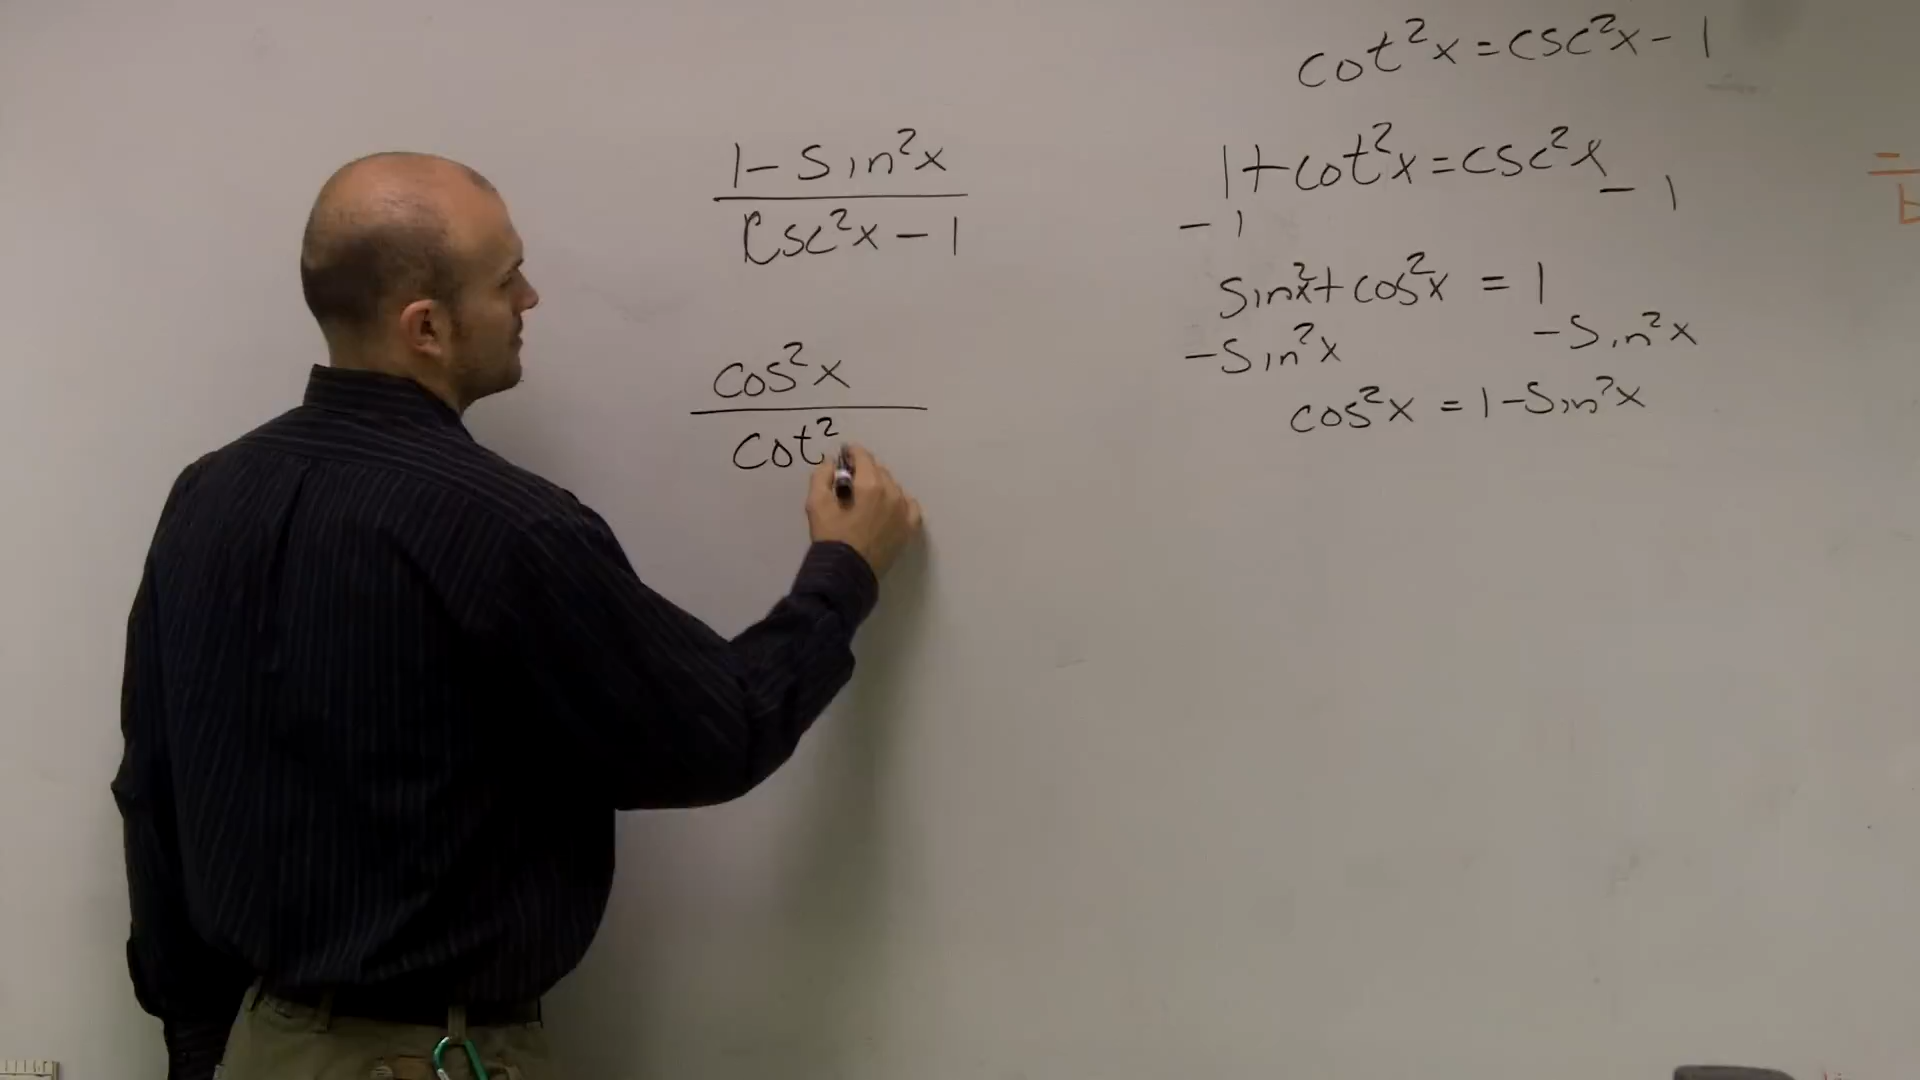 1 - sin²x
csc²x - 1
cos²x
cot²
cot²x = csc²x - 1
1 + cot²x = csc²x
- 1 - 1
sin²x + cos²x = 1
- sin²x - sin²x
cos²x = 1 - sin²x
=
b